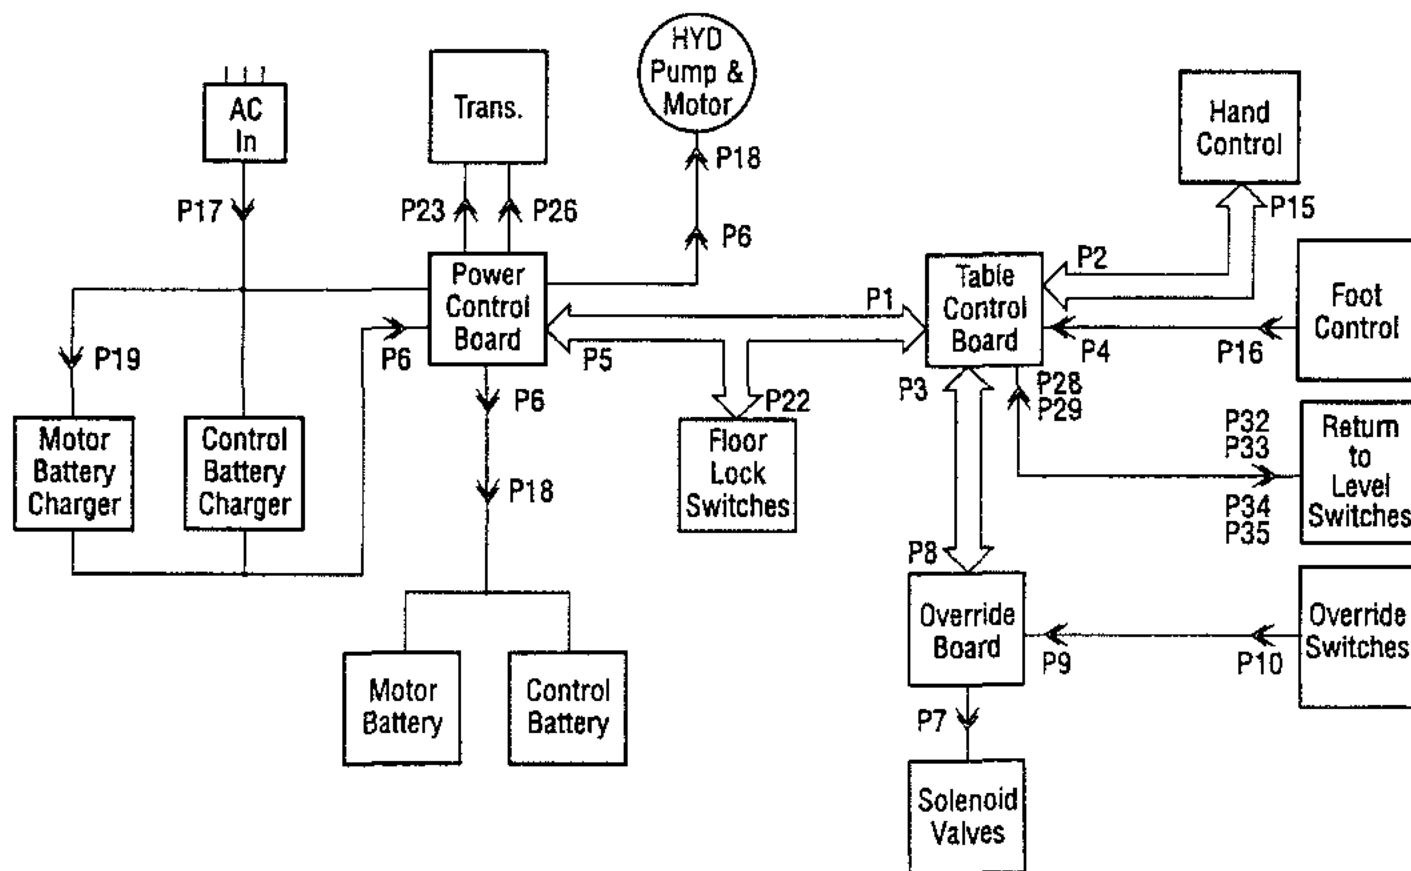 HYD
Pump &
Motor
AC
In
Trans.
Hand
Control
P18
P17
P23
P26
P15
P6
Power
Control
Board
Table
Control
Board
P2
Foot
Control
P1
P19
P6
P5
P4
P16
P3
P28
P29
P6
P22
Motor
Battery
Charger
Control
Battery
Charger
Floor
Lock
Switches
P32
P33
Return
to
Level
Switches
P34
P35
P18
P8
Override
Board
Override
Switches
P9
P10
Motor
Battery
Control
Battery
P7
Solenoid
Valves